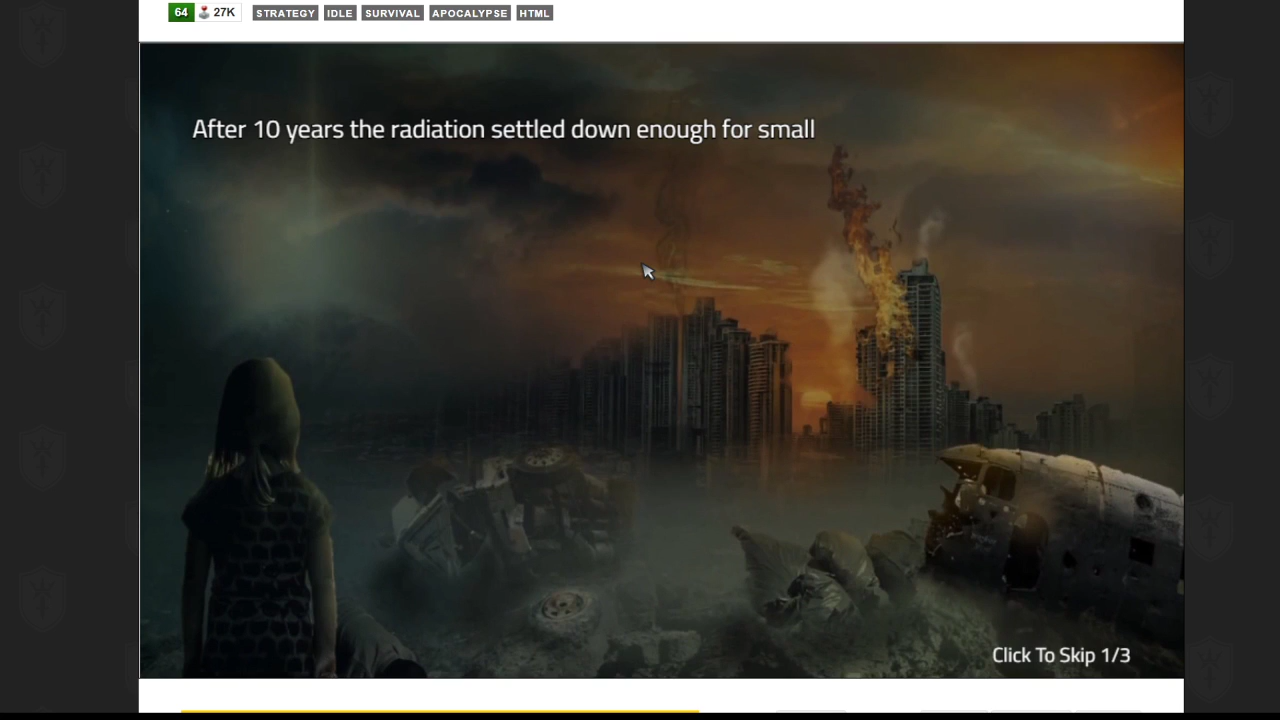 64 27K STRATEGY IDLE SURVIVAL APOCALYPSE HTML
After 10 years the radiation settled down enough for small
Click To Skip 1/3